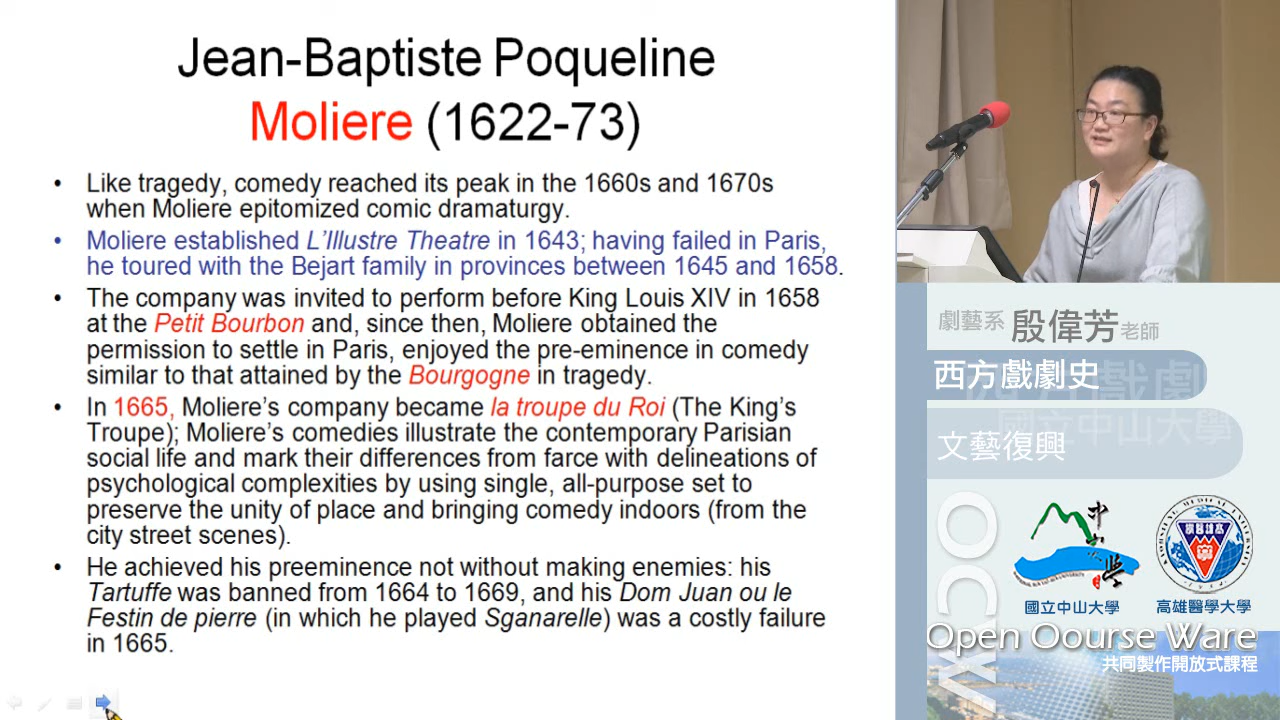 Jean-Baptiste Poqueline
Moliere (1622-73)
• Like tragedy, comedy reached its peak in the 1660s and 1670s
when Moliere epitomized comic dramaturgy.
• Moliere established L'Illustre Theatre in 1643; having failed in Paris,
he toured with the Bejart family in provinces between 1645 and 1658.
• The company was invited to perform before King Louis XIV in 1658
at the Petit Bourbon and, since then, Moliere obtained the
permission to settle in Paris, enjoyed the pre-eminence in comedy
similar to that attained by the Bourgogne in tragedy.
• In 1665, Moliere's company became la troupe du Roi (The King's
Troupe); Moliere's comedies illustrate the contemporary Parisian
social life and mark their differences from farce with delineations of
psychological complexities by using single, all-purpose set to
preserve the unity of place and bringing comedy indoors (from the
city street scenes).
• He achieved his preeminence not without making enemies: his
Tartuffe was banned from 1664 to 1669, and his Dom Juan ou le
Festin de pierre (in which he played Sganarelle) was a costly failure
in 1665.
劇藝系 殷偉芳老師
西方戲劇史
國立中山大學
文藝復興
OCW
中山大學
國立中山大學
高雄醫學大學
Open Oourse Ware
共同製作開放式課程